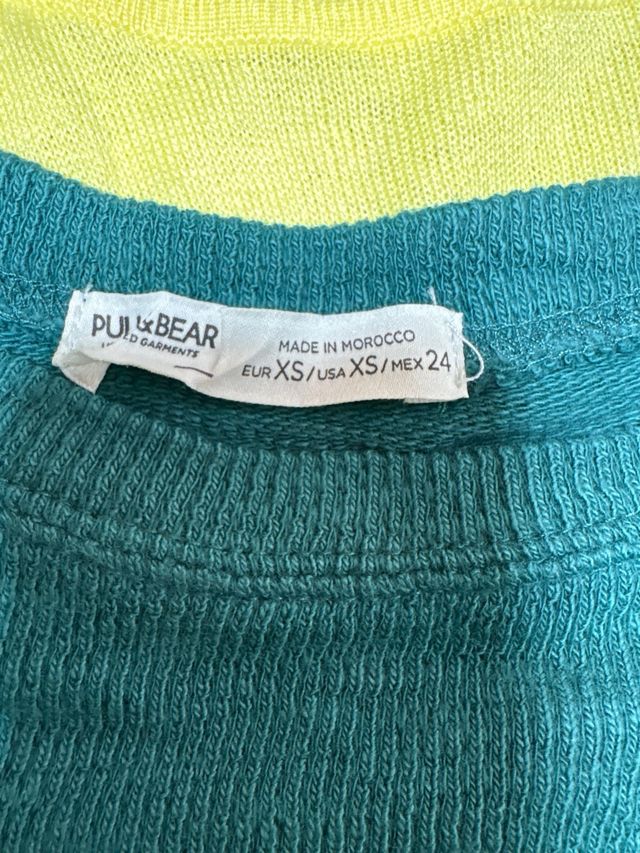 PULL&BEAR
GARMENTS
MADE IN MOROCCO
EUR XS/USA XS/MEX 24